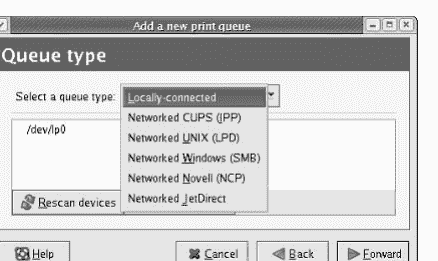 Add a new print queue
Queue type
Select a queue type:
Locally-connected
Networked CUPS (IPP)
Networked UNIX (LPD)
Networked Windows (SMB)
Networked Novell (NCP)
Networked JetDirect
/dev/lp0
Rescan devices
Help
Cancel
Back
Forward